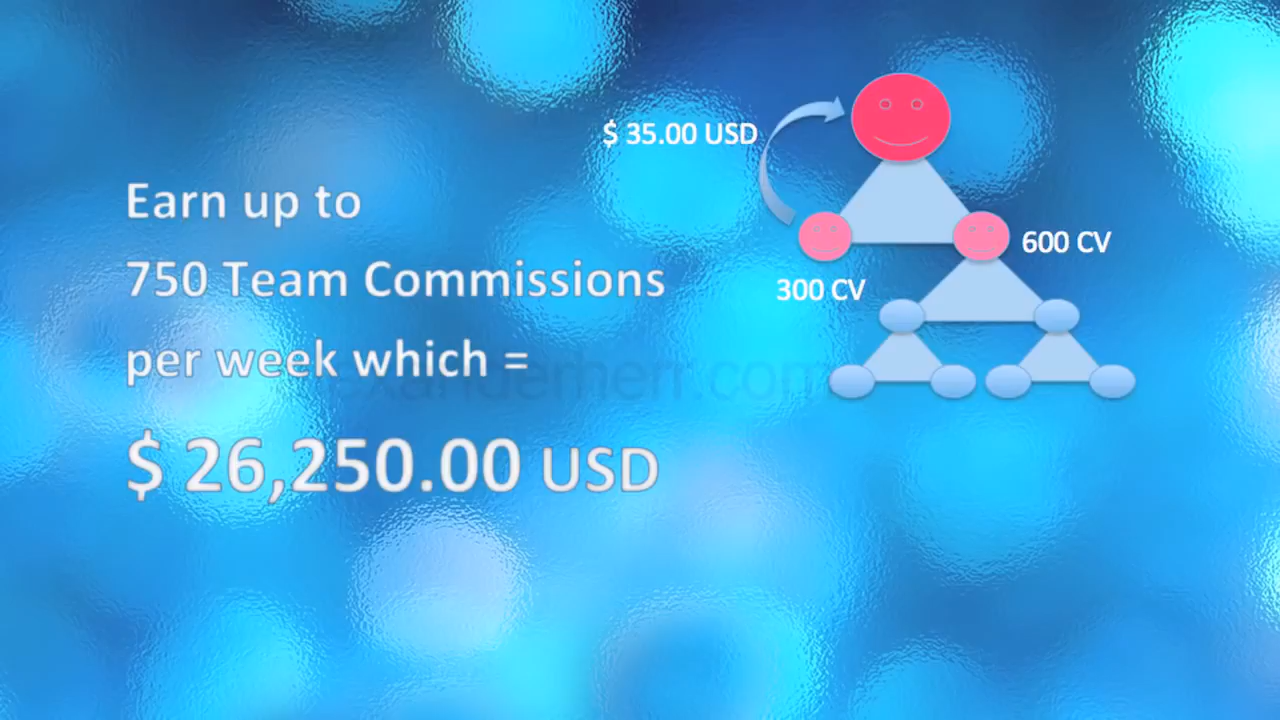 Earn up to
750 Team Commissions
per week which =
$ 26,250.00 USD
$ 35.00 USD
600 CV
300 CV